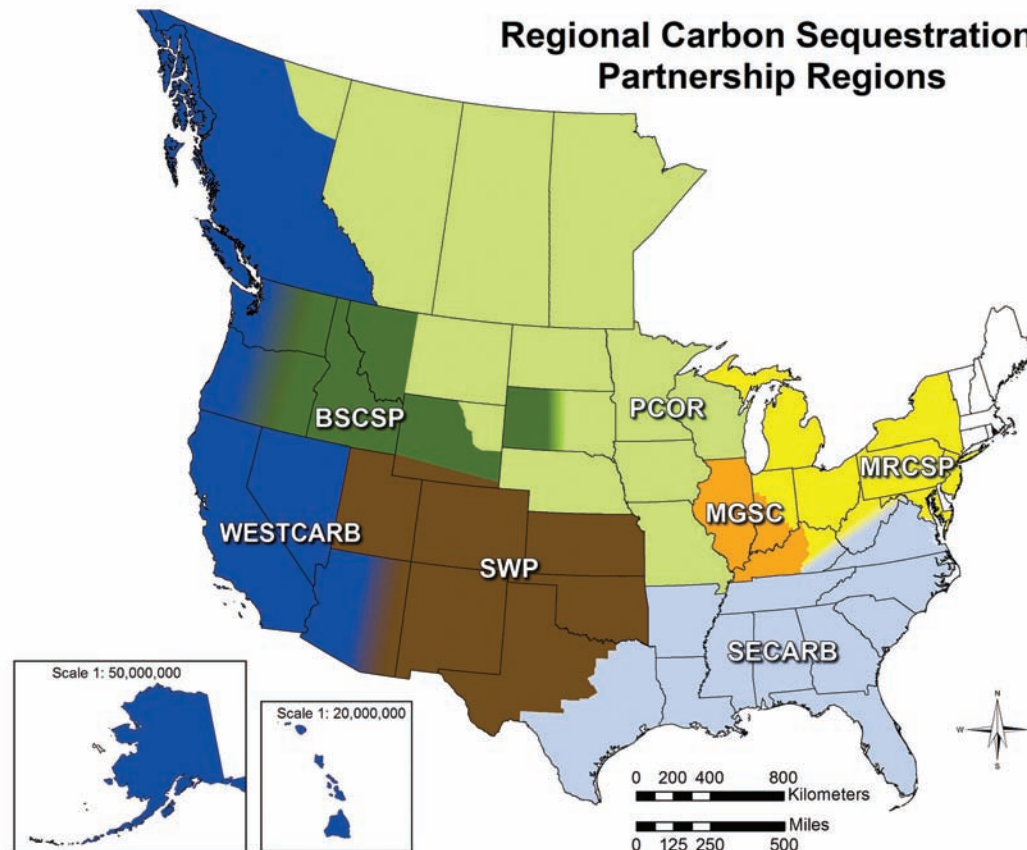 Regional Carbon Sequestration
Partnership Regions
BSCSP
PCOR
MRCSP
MGSC
WESTCARB
SWP
SECARB
Scale 1: 50,000,000
Scale 1: 20,000,000
N
W
S
0 200 400 800
Kilometers
Miles
0 125 250 500